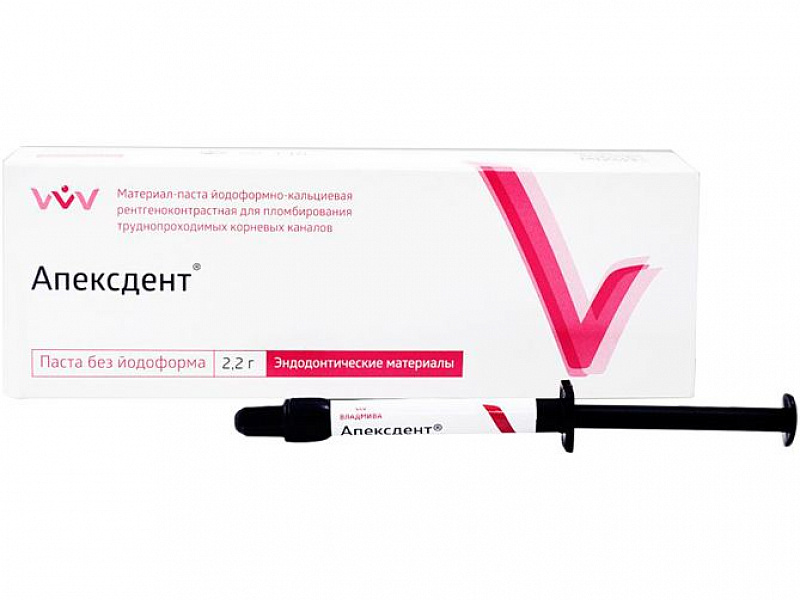 Материал-паста йодоформно-кальциевая
рентгеноконтрастная для пломбирования
труднопроходимых корневых каналов
Апексдент®
Паста без йодоформа 2,2 г Эндодонтические материалы
ВЛАДМИВА
Апексдент®